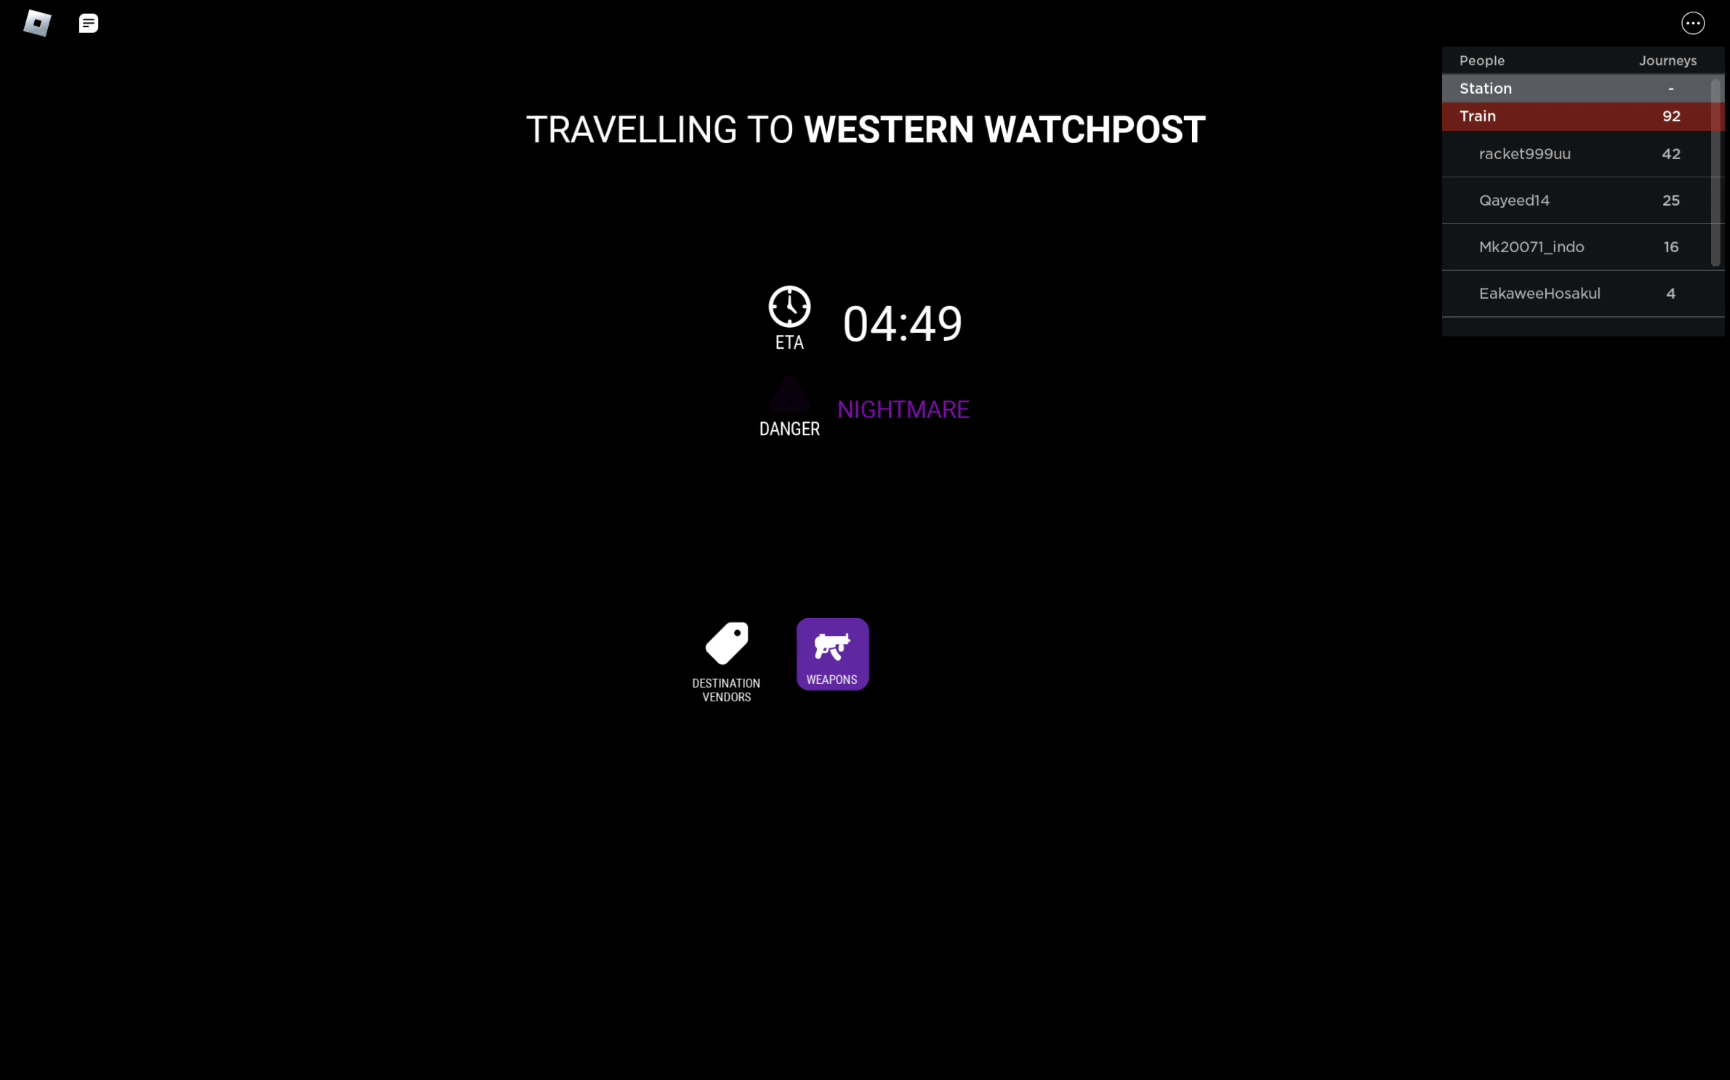 People Journeys
Station -
Train 92
racket999uu 42
Qayeed14 25
Mk20071_indo 16
EakaweeHosakul 4
TRAVELLING TO WESTERN WATCHPOST
ETA 04:49
DANGER NIGHTMARE
DESTINATION
VENDORS
WEAPONS